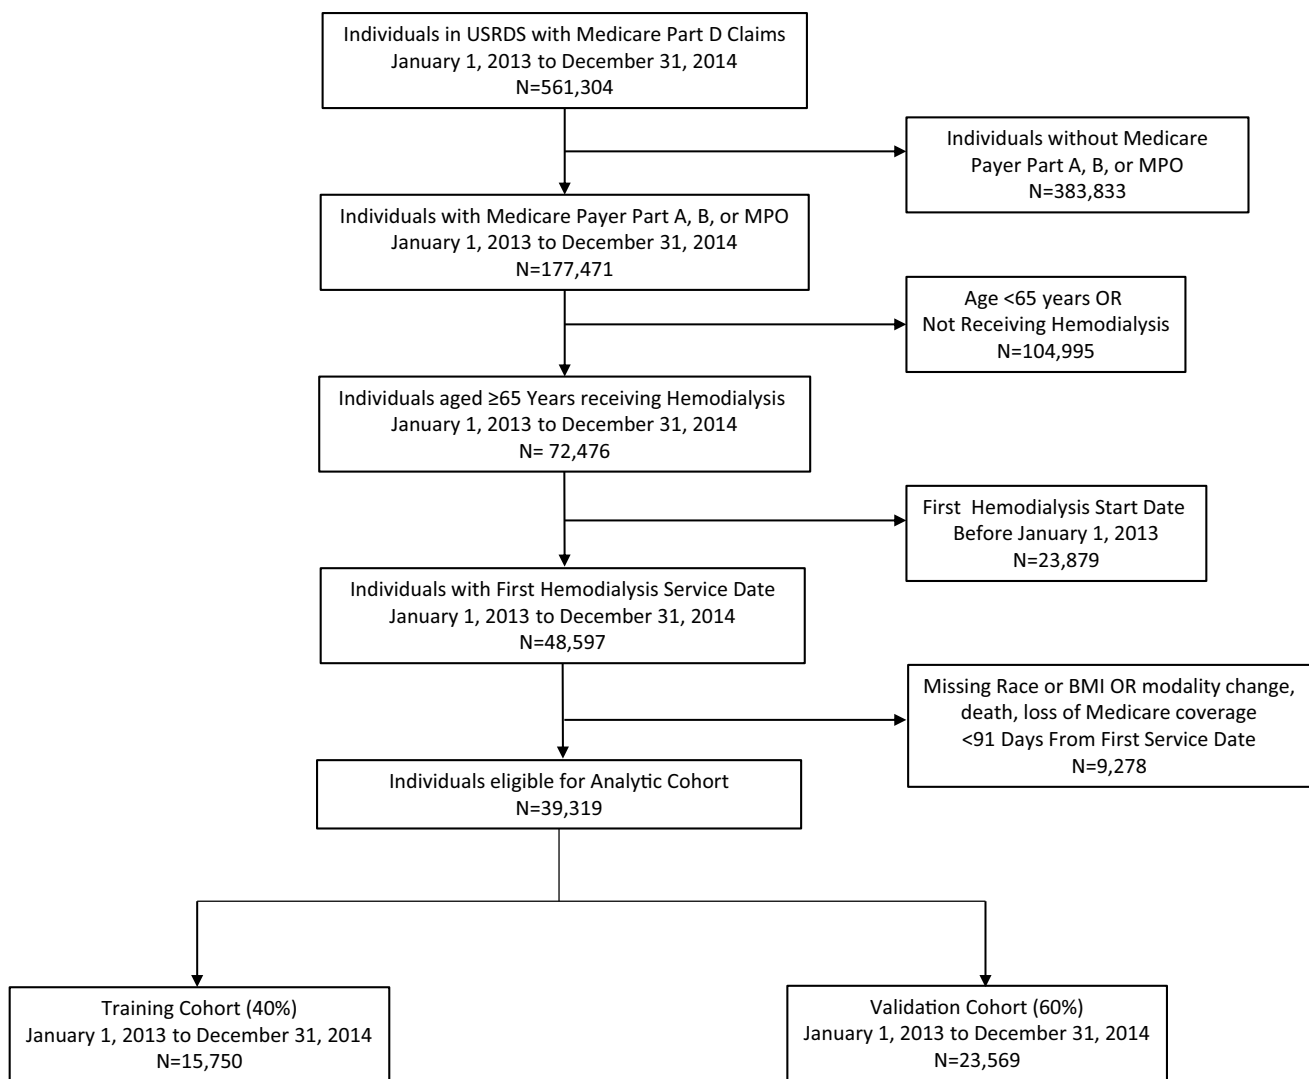 Individuals in USRDS with Medicare Part D Claims
January 1, 2013 to December 31, 2014
N=561,304
Individuals without Medicare
Payer Part A, B, or MPO
N=383,833
Individuals with Medicare Payer Part A, B, or MPO
January 1, 2013 to December 31, 2014
N=177,471
Age <65 years OR
Not Receiving Hemodialysis
N=104,995
Individuals aged ≥65 Years receiving Hemodialysis
January 1, 2013 to December 31, 2014
N= 72,476
First Hemodialysis Start Date
Before January 1, 2013
N=23,879
Individuals with First Hemodialysis Service Date
January 1, 2013 to December 31, 2014
N=48,597
Missing Race or BMI OR modality change,
death, loss of Medicare coverage
<91 Days From First Service Date
N=9,278
Individuals eligible for Analytic Cohort
N=39,319
Training Cohort (40%)
January 1, 2013 to December 31, 2014
N=15,750
Validation Cohort (60%)
January 1, 2013 to December 31, 2014
N=23,569